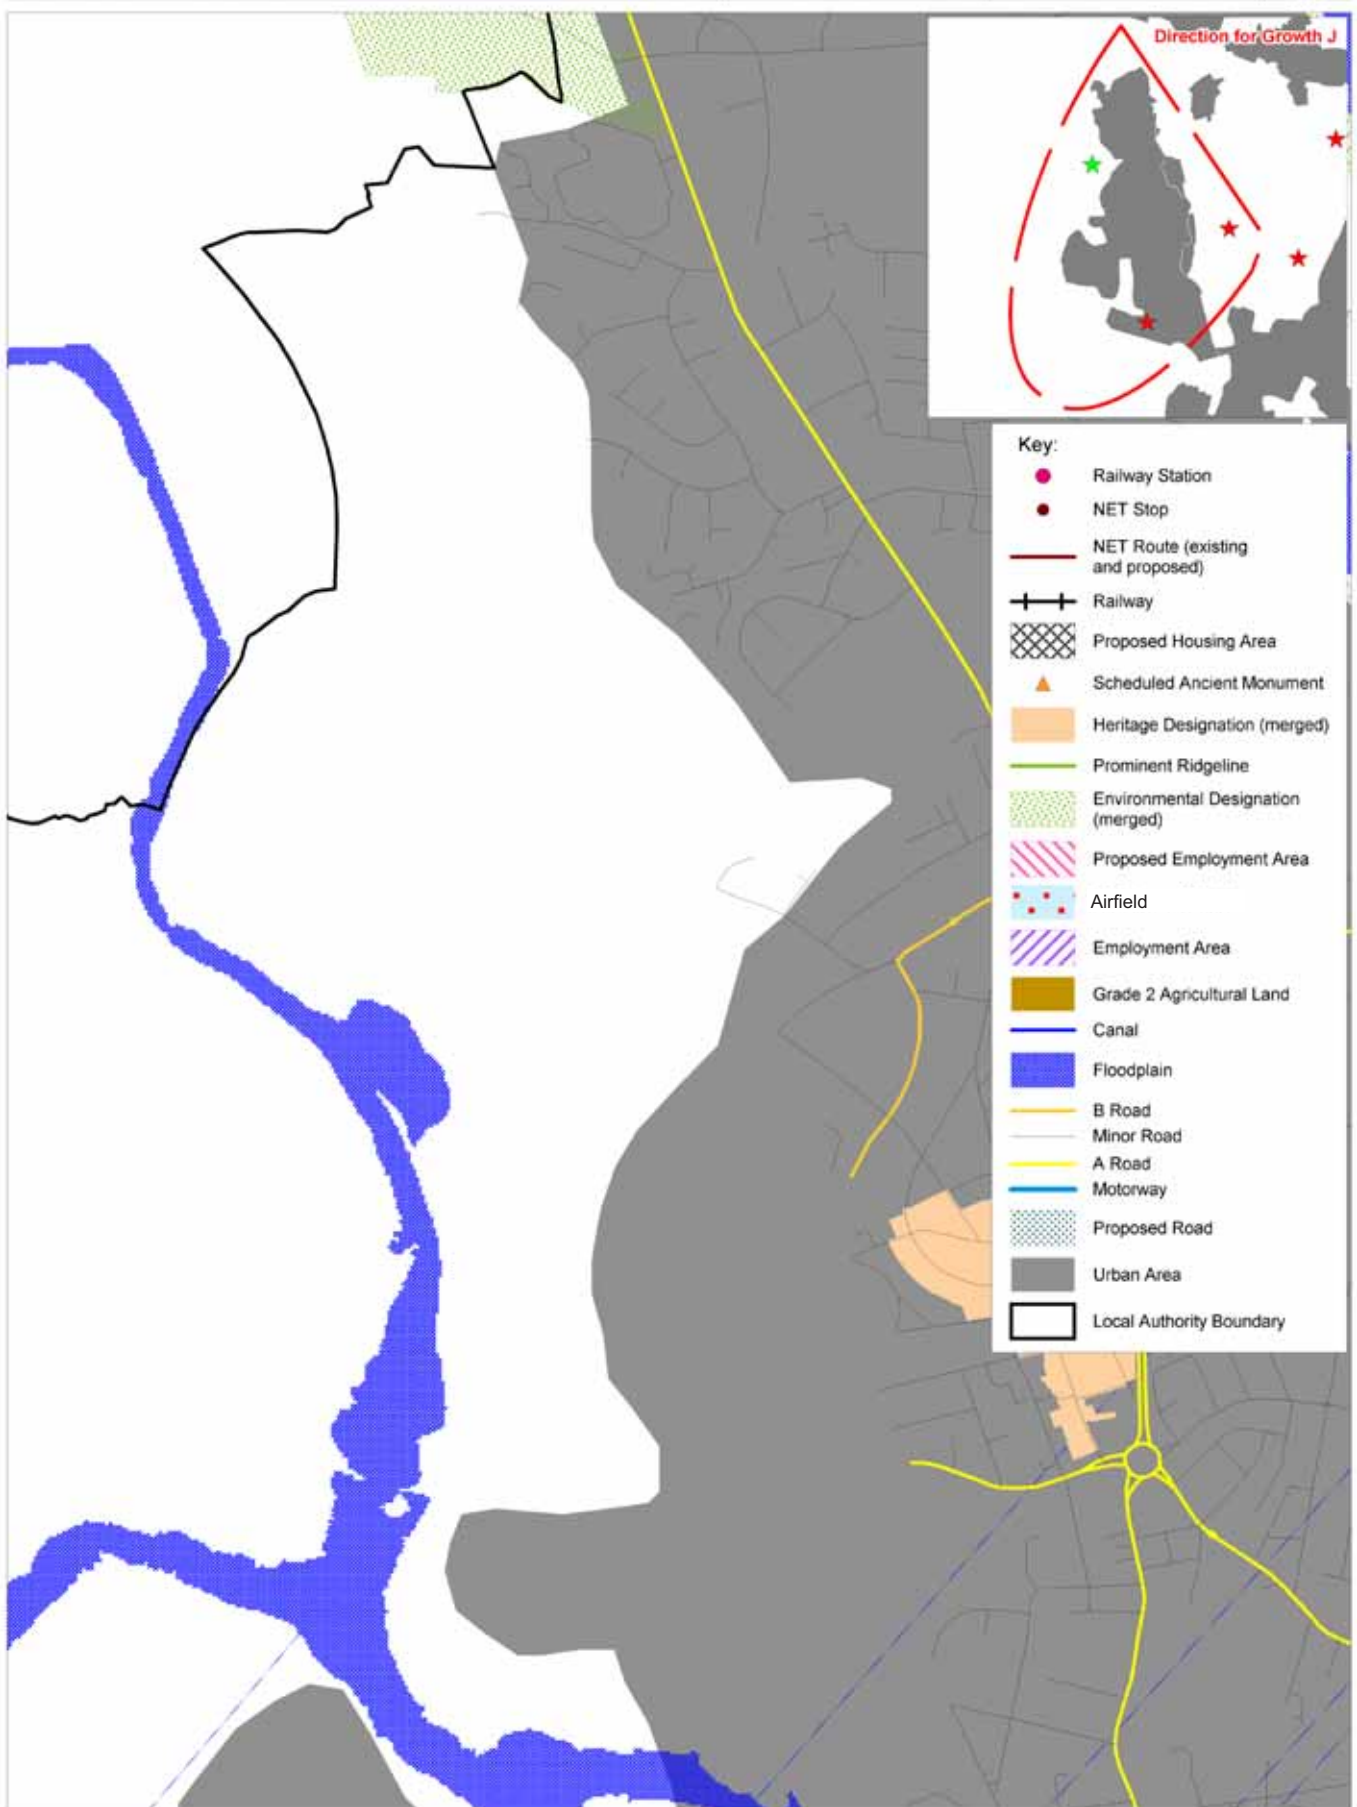 Direction for Growth J
Key:
Railway Station
NET Stop
NET Route (existing
and proposed)
Railway
Proposed Housing Area
Scheduled Ancient Monument
Heritage Designation (merged)
Prominent Ridgeline
Environmental Designation
(merged)
Proposed Employment Area
Airfield
Employment Area
Grade 2 Agricultural Land
Canal
Floodplain
B Road
Minor Road
A Road
Motorway
Proposed Road
Urban Area
Local Authority Boundary